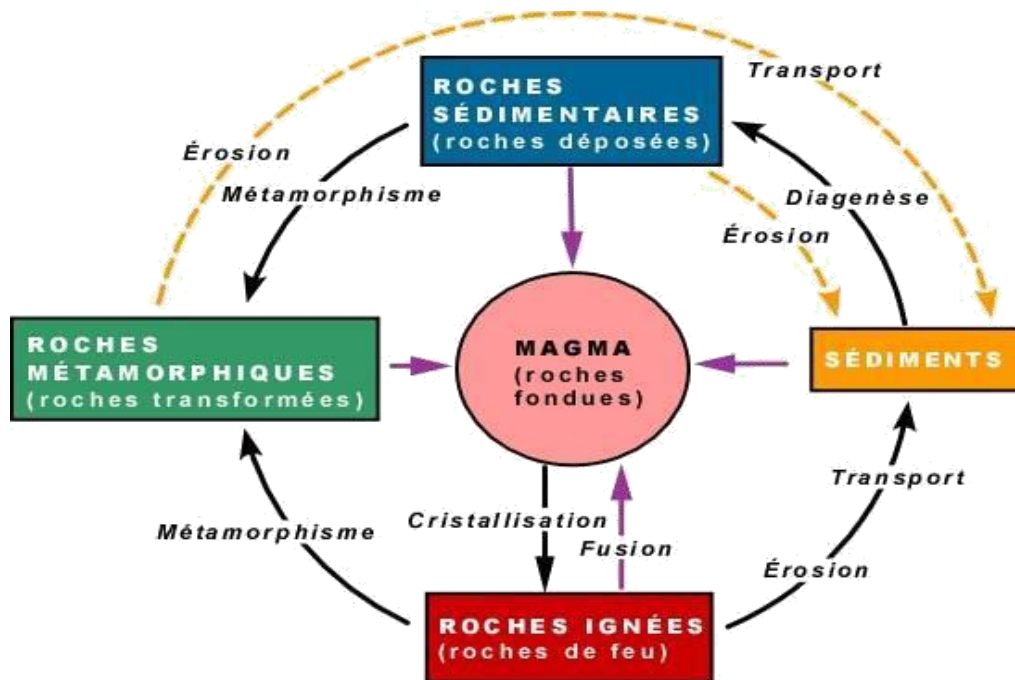 Transport
ROCHES
SÉDIMENTAIRES
(roches déposées)
Érosion
Métamorphisme
Diagenèse
Érosion
ROCHES
MÉTAMORPHIQUES
(roches transformées)
MAGMA
(roches
fondues)
SÉDIMENTS
Métamorphisme
Cristallisation
Fusion
Transport
Érosion
ROCHES IGNÉES
(roches de feu)